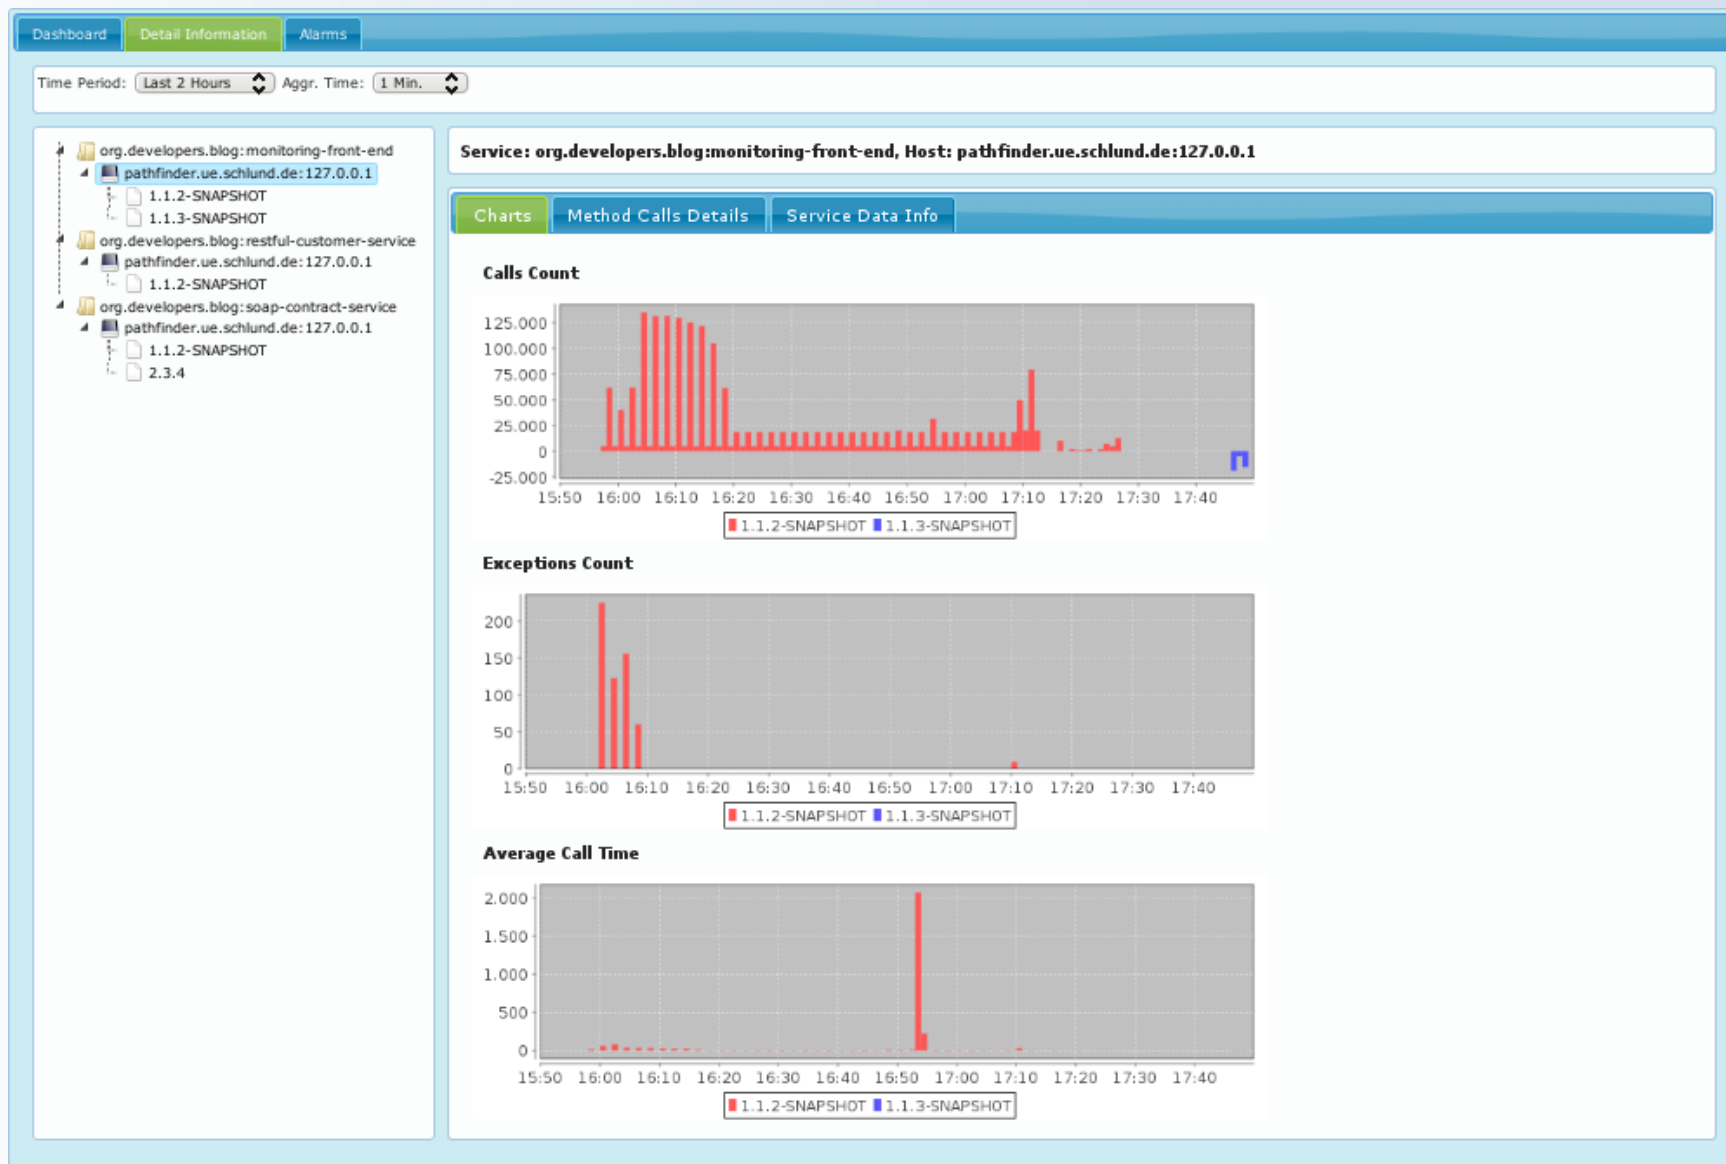 Dashboard Detail Information Alarms
Time Period: Last 2 Hours Aggr. Time: 1 Min.
org.developers.blog:monitoring-front-end
pathfinder.ue.schlund.de:127.0.0.1
1.1.2-SNAPSHOT
1.1.3-SNAPSHOT
org.developers.blog:restful-customer-service
pathfinder.ue.schlund.de:127.0.0.1
1.1.2-SNAPSHOT
org.developers.blog:soap-contract-service
pathfinder.ue.schlund.de:127.0.0.1
1.1.2-SNAPSHOT
2.3.4
Service: org.developers.blog:monitoring-front-end, Host: pathfinder.ue.schlund.de:127.0.0.1
Charts Method Calls Details Service Data Info
Calls Count
125.000
100.000
75.000
50.000
25.000
0
-25.000
15:50 16:00 16:10 16:20 16:30 16:40 16:50 17:00 17:10 17:20 17:30 17:40
1.1.2-SNAPSHOT 1.1.3-SNAPSHOT
Exceptions Count
200
150
100
50
0
15:50 16:00 16:10 16:20 16:30 16:40 16:50 17:00 17:10 17:20 17:30 17:40
1.1.2-SNAPSHOT 1.1.3-SNAPSHOT
Average Call Time
2.000
1.500
1.000
500
0
15:50 16:00 16:10 16:20 16:30 16:40 16:50 17:00 17:10 17:20 17:30 17:40
1.1.2-SNAPSHOT 1.1.3-SNAPSHOT